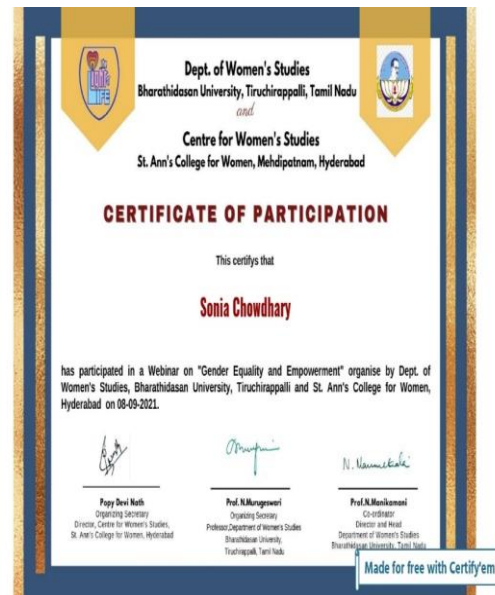 Unite
LIFE
Dept. of Women's Studies
Bharathidasan University, Tiruchirappalli, Tamil Nadu
and
Centre for Women's Studies
St. Ann's College for Women, Mehdipatnam, Hyderabad
CERTIFICATE OF PARTICIPATION
This certifys that
Sonia Chowdhary
has participated in a Webinar on "Gender Equality and Empowerment" organise by Dept. of
Women's Studies, Bharathidasan University, Tiruchirappalli and St. Ann's College for Women,
Hyderabad on 08-09-2021.
Popy Devi Nath
Organizing Secretary
Director, Centre for Women's Studies,
St. Ann's College for Women, Hyderabad
Prof. N.Murugeswari
Organizing Secretary
Professor,Department of Women's Studies
Bharathidasan University,
Tiruchirappalli, Tamil Nadu
Prof.N.Manikamani
Co-ordinator
Director and Head
Department of Women's Studies
Bharathidasan University, Tamil Nadu
Made for free with Certify'em